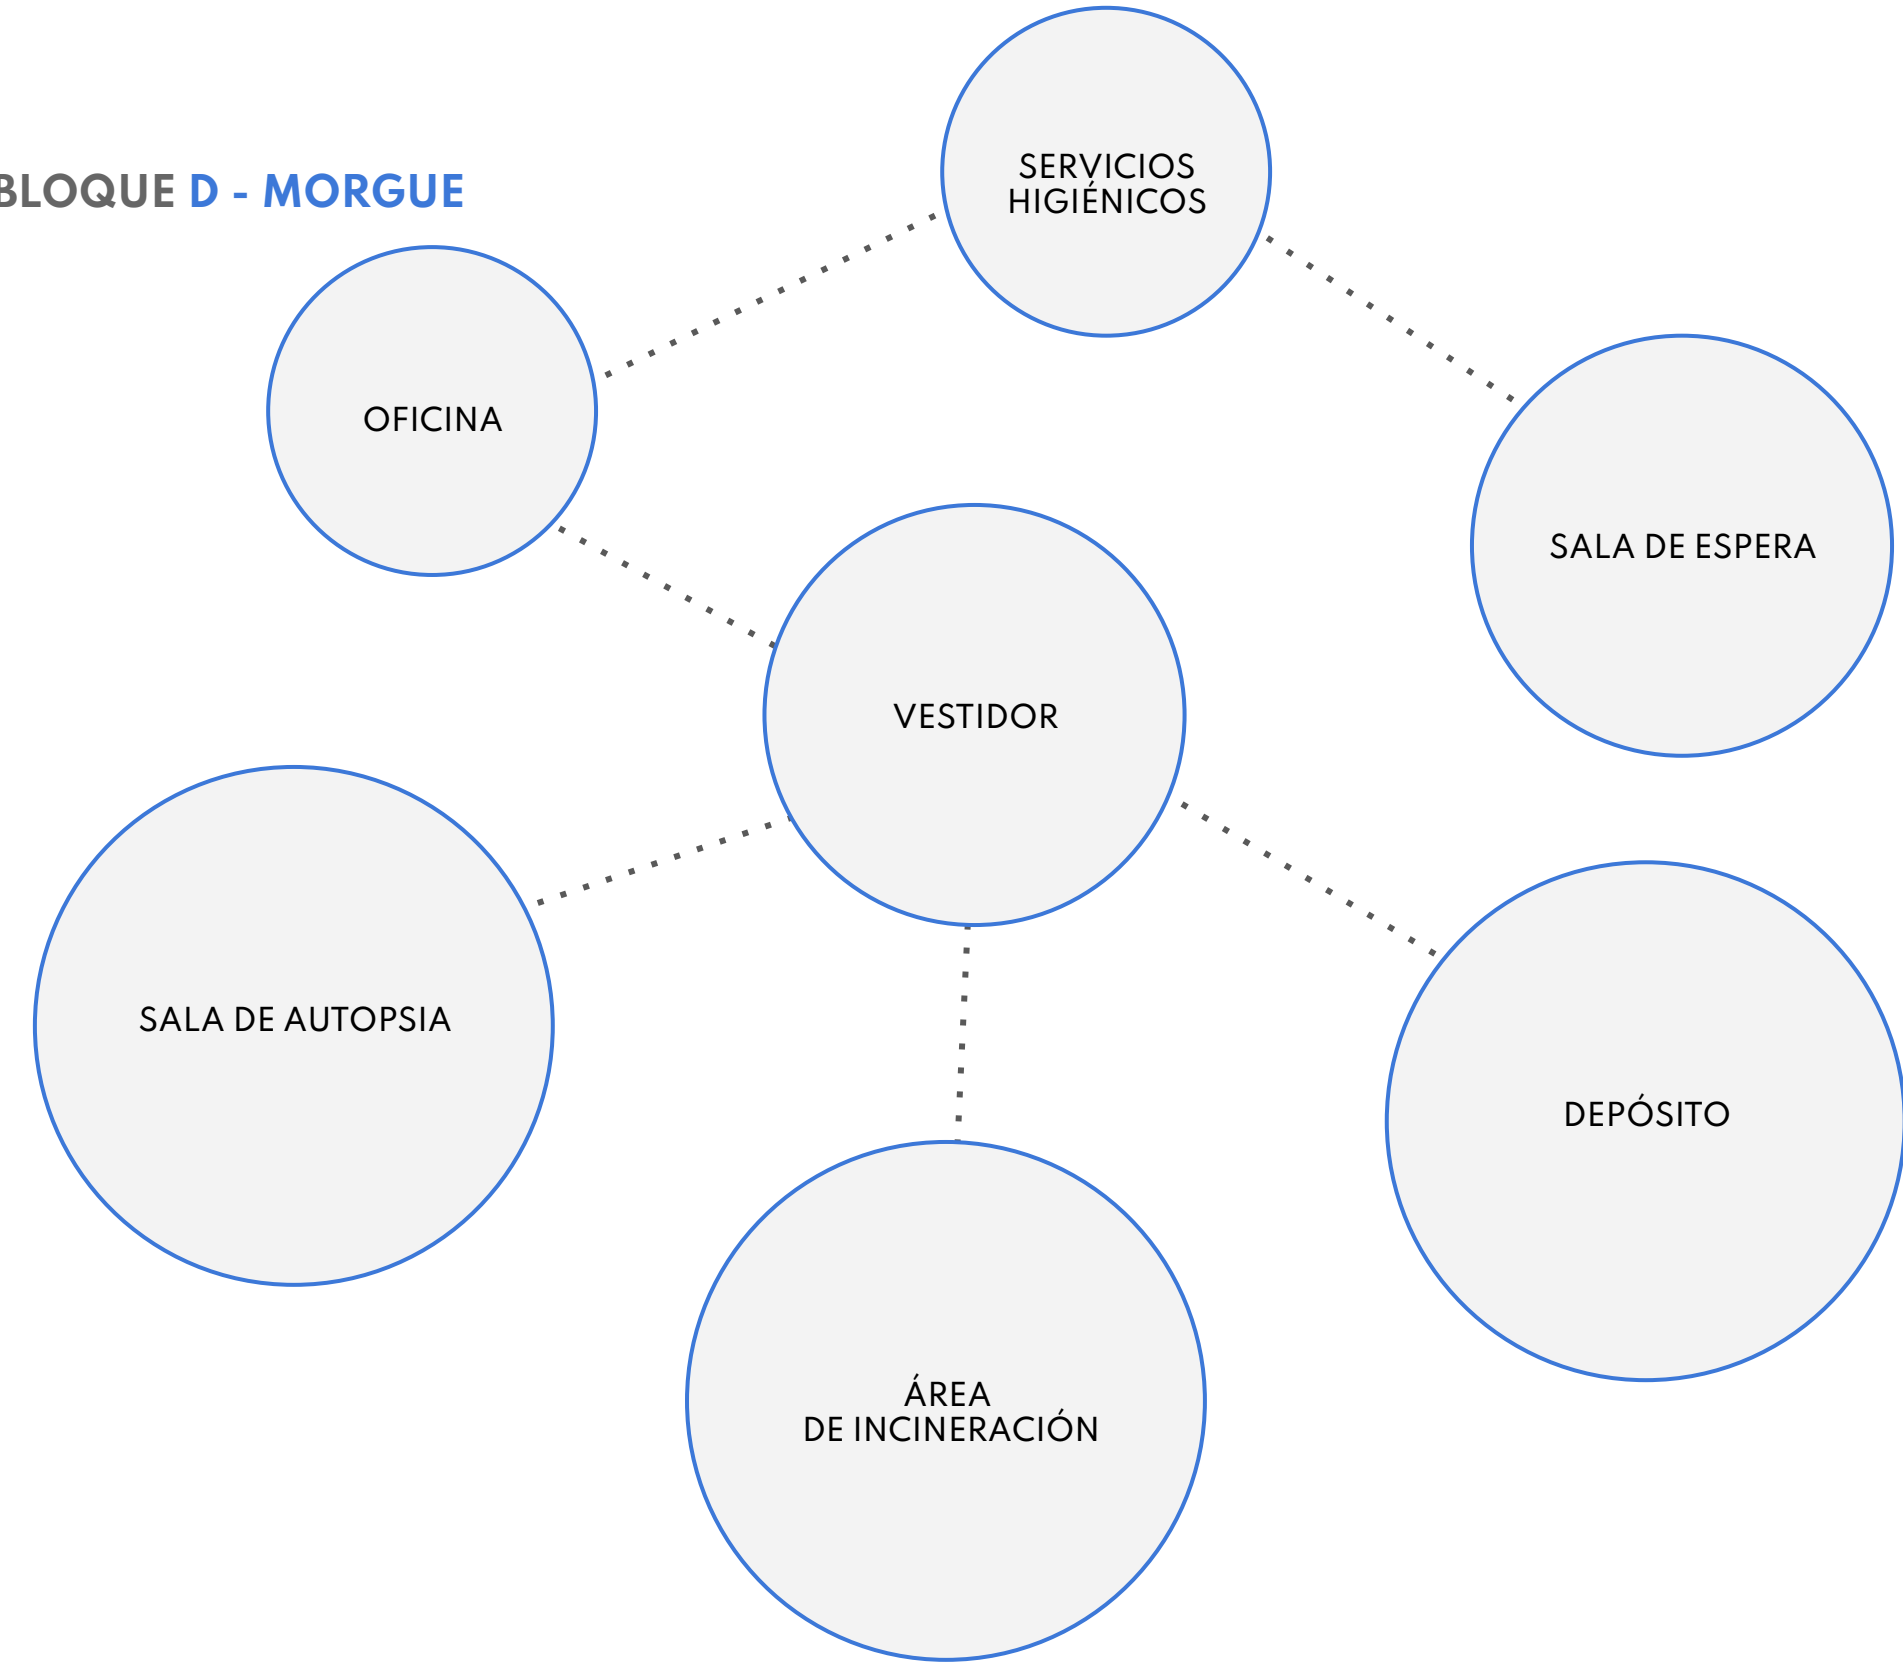 BLOQUE D - MORGUE
SERVICIOS
HIGIÉNICOS
OFICINA
SALA DE ESPERA
VESTIDOR
SALA DE AUTOPSIA
DEPÓSITO
ÁREA
DE INCINERACIÓN